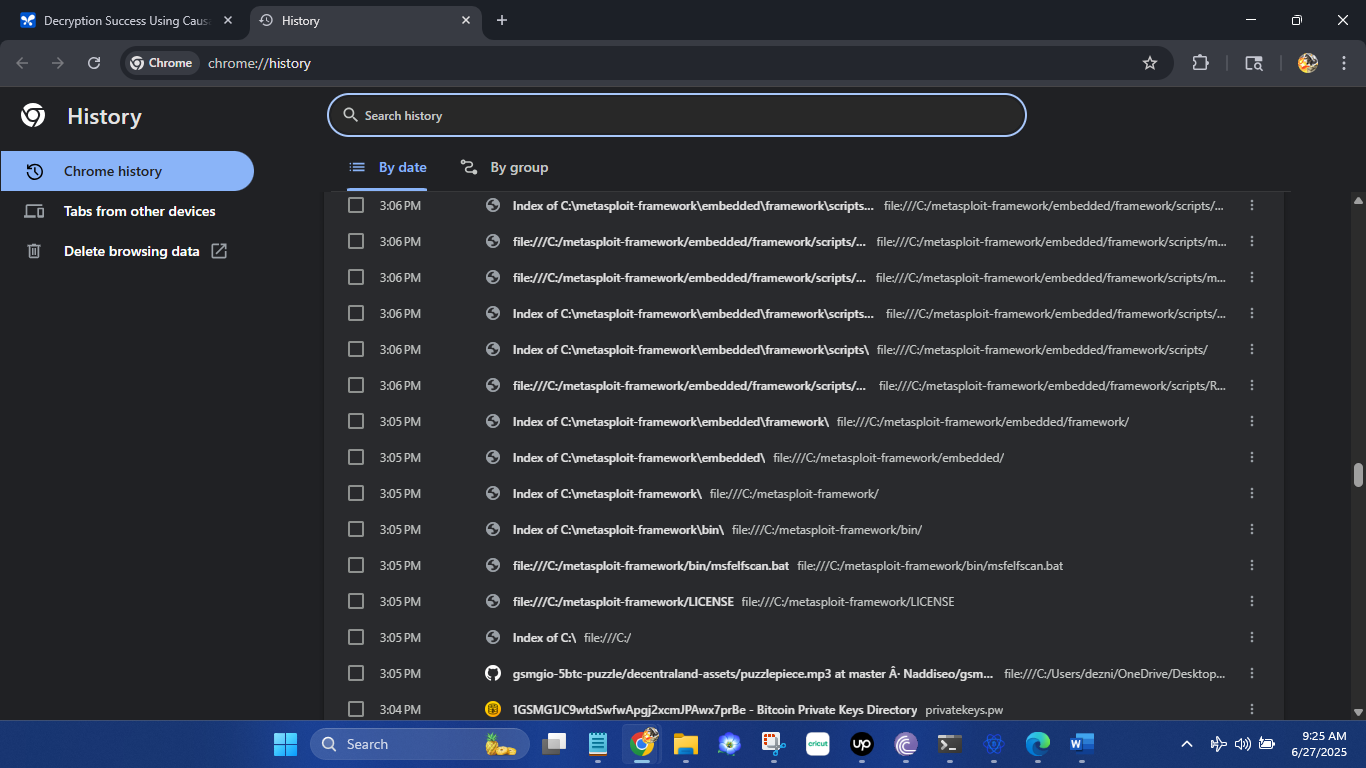 Decryption Success Using Caus
History
Chrome
chrome://history
History
Search history
Chrome history
Tabs from other devices
Delete browsing data
By date
By group
3:06 PM Index of C:\metasploit-framework\embedded\framework\scripts... file:///C:/metasploit-framework/embedded/framework/scripts/...
3:06 PM file:///C:/metasploit-framework/embedded/framework/scripts/... file:///C:/metasploit-framework/embedded/framework/scripts/m...
3:06 PM file:///C:/metasploit-framework/embedded/framework/scripts/... file:///C:/metasploit-framework/embedded/framework/scripts/m...
3:06 PM Index of C:\metasploit-framework\embedded\framework\scripts... file:///C:/metasploit-framework/embedded/framework/scripts/...
3:06 PM Index of C:\metasploit-framework\embedded\framework\scripts\ file:///C:/metasploit-framework/embedded/framework/scripts/
3:06 PM file:///C:/metasploit-framework/embedded/framework/scripts/... file:///C:/metasploit-framework/embedded/framework/scripts/R...
3:05 PM Index of C:\metasploit-framework\embedded\framework\ file:///C:/metasploit-framework/embedded/framework/
3:05 PM Index of C:\metasploit-framework\embedded\ file:///C:/metasploit-framework/embedded/
3:05 PM Index of C:\metasploit-framework\ file:///C:/metasploit-framework/
3:05 PM Index of C:\metasploit-framework\bin\ file:///C:/metasploit-framework/bin/
3:05 PM file:///C:/metasploit-framework/bin/msfelfscan.bat file:///C:/metasploit-framework/bin/msfelfscan.bat
3:05 PM file:///C:/metasploit-framework/LICENSE file:///C:/metasploit-framework/LICENSE
3:05 PM Index of C:\ file:///C:/
3:05 PM gsmgio-5btc-puzzle/decentraland-assets/puzzlepiece.mp3 at master Â· Naddiseo/gsm... file:///C:/Users/dezni/OneDrive/Desktop...
3:04 PM 1GSMG1JC9wtdSwfwApgj2xcmJPAwx7prBe - Bitcoin Private Keys Directory privatekeys.pw
Search
cricut
up
W
9:25 AM
6/27/2025